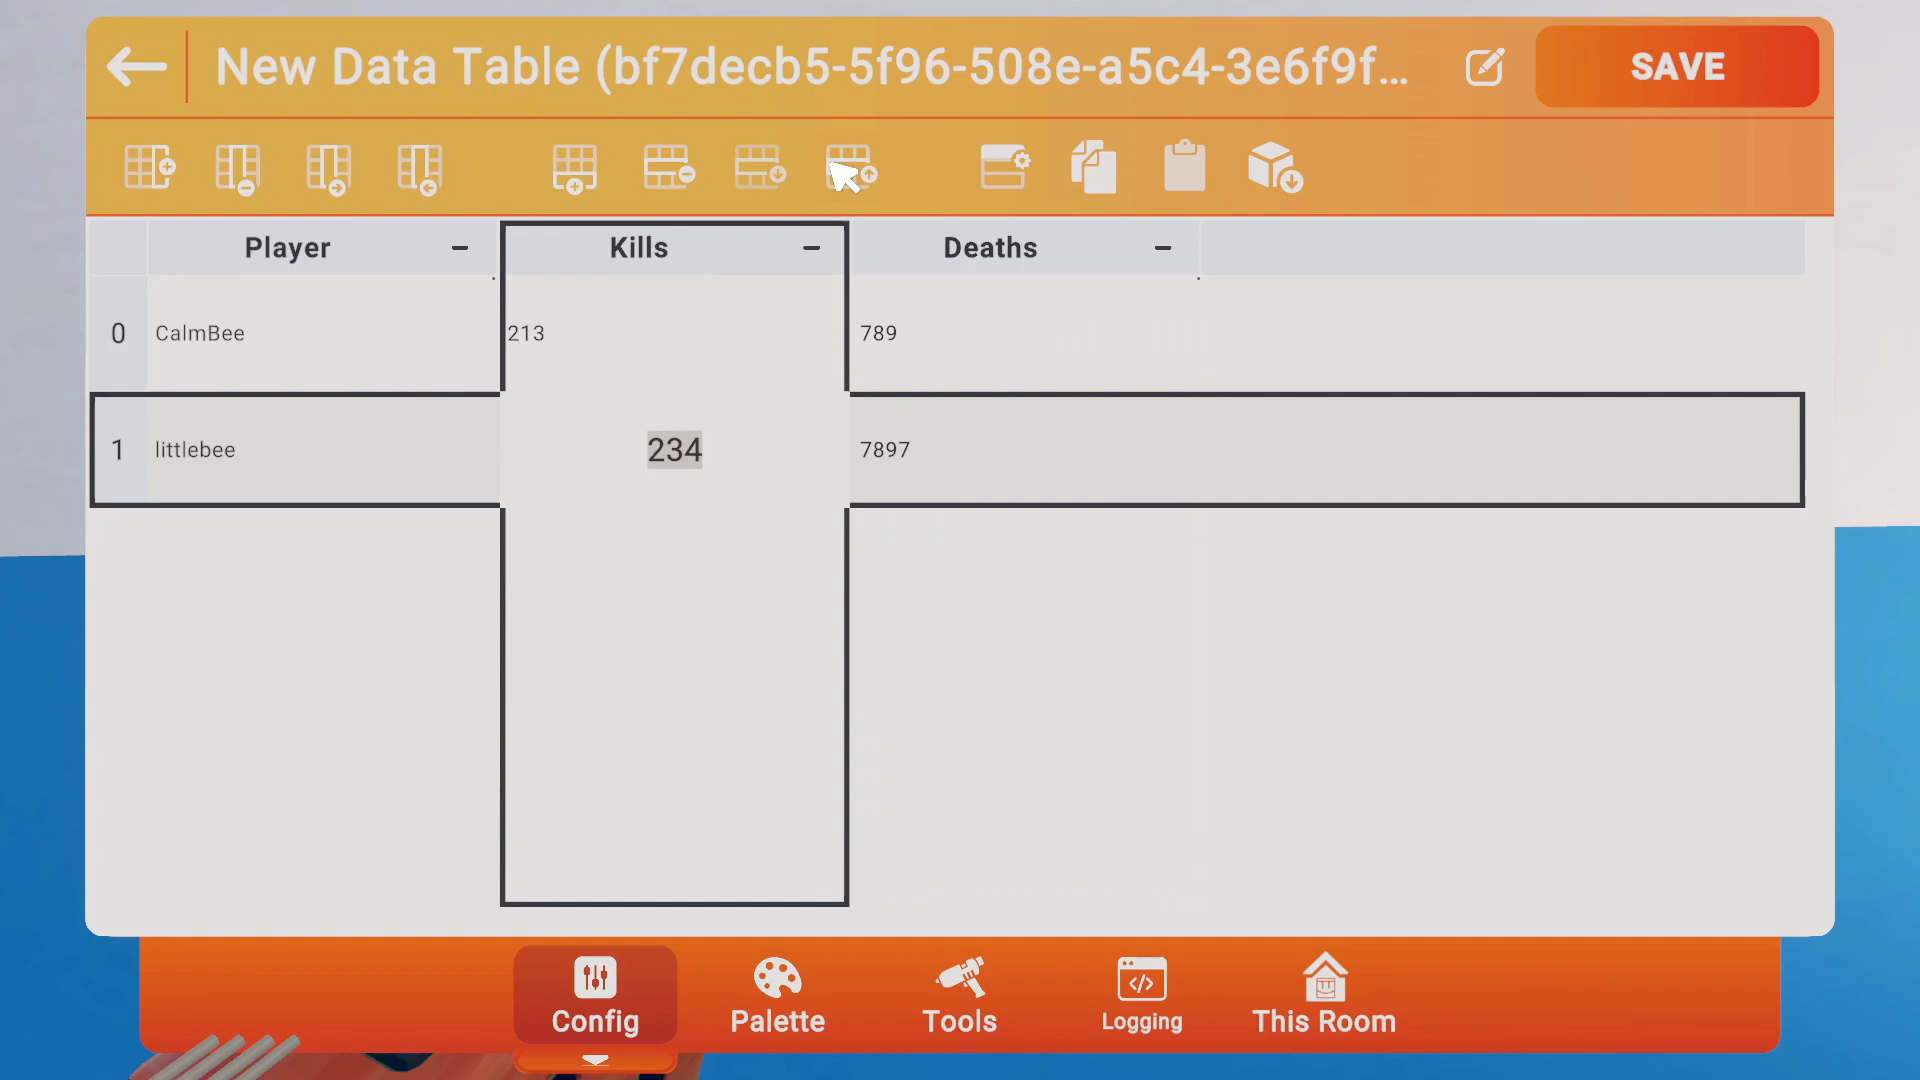 New Data Table (bf7decb5-5f96-508e-a5c4-3e6f9f...
SAVE
Player Kills Deaths
0 CalmBee 213 789
1 littlebee 234 7897
Config Palette Tools Logging This Room